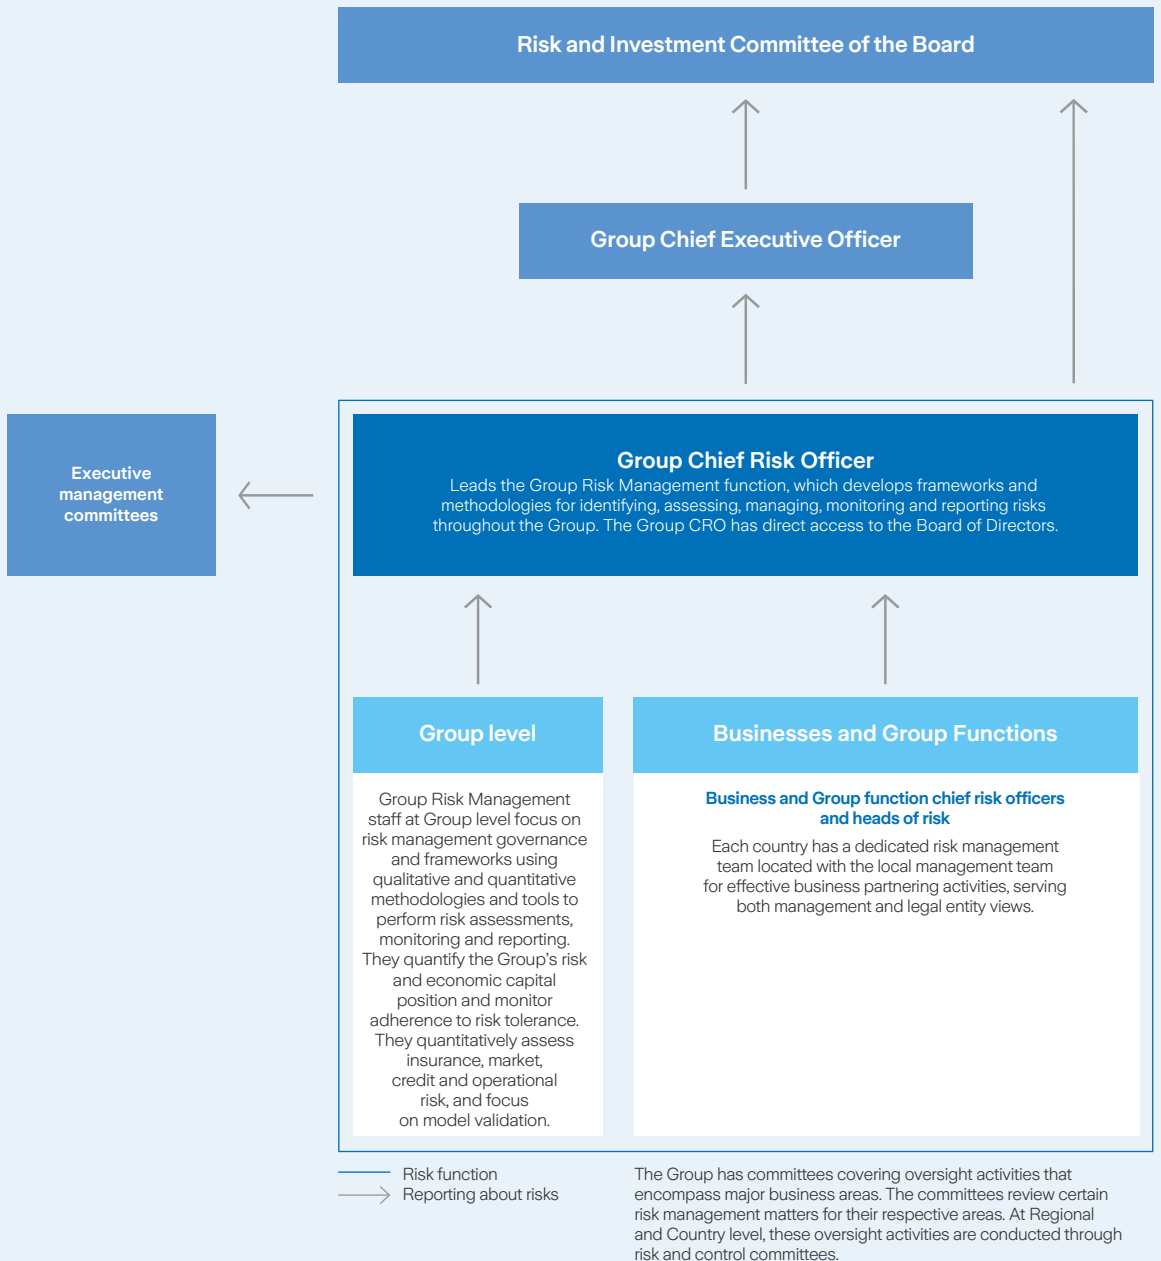 Risk and Investment Committee of the Board
Group Chief Executive Officer
Executive
management
committees
Group Chief Risk Officer
Leads the Group Risk Management function, which develops frameworks and
methodologies for identifying, assessing, managing, monitoring and reporting risks
throughout the Group. The Group CRO has direct access to the Board of Directors.
Group level
Group Risk Management
staff at Group level focus on
risk management governance
and frameworks using
qualitative and quantitative
methodologies and tools to
perform risk assessments,
monitoring and reporting.
They quantify the Group’s risk
and economic capital
position and monitor
adherence to risk tolerance.
They quantitatively assess
insurance, market,
credit and operational
risk, and focus
on model validation.
Businesses and Group Functions
Business and Group function chief risk officers
and heads of risk
Each country has a dedicated risk management
team located with the local management team
for effective business partnering activities, serving
both management and legal entity views.
Risk function
Reporting about risks
The Group has committees covering oversight activities that
encompass major business areas. The committees review certain
risk management matters for their respective areas. At Regional
and Country level, these oversight activities are conducted through
risk and control committees.